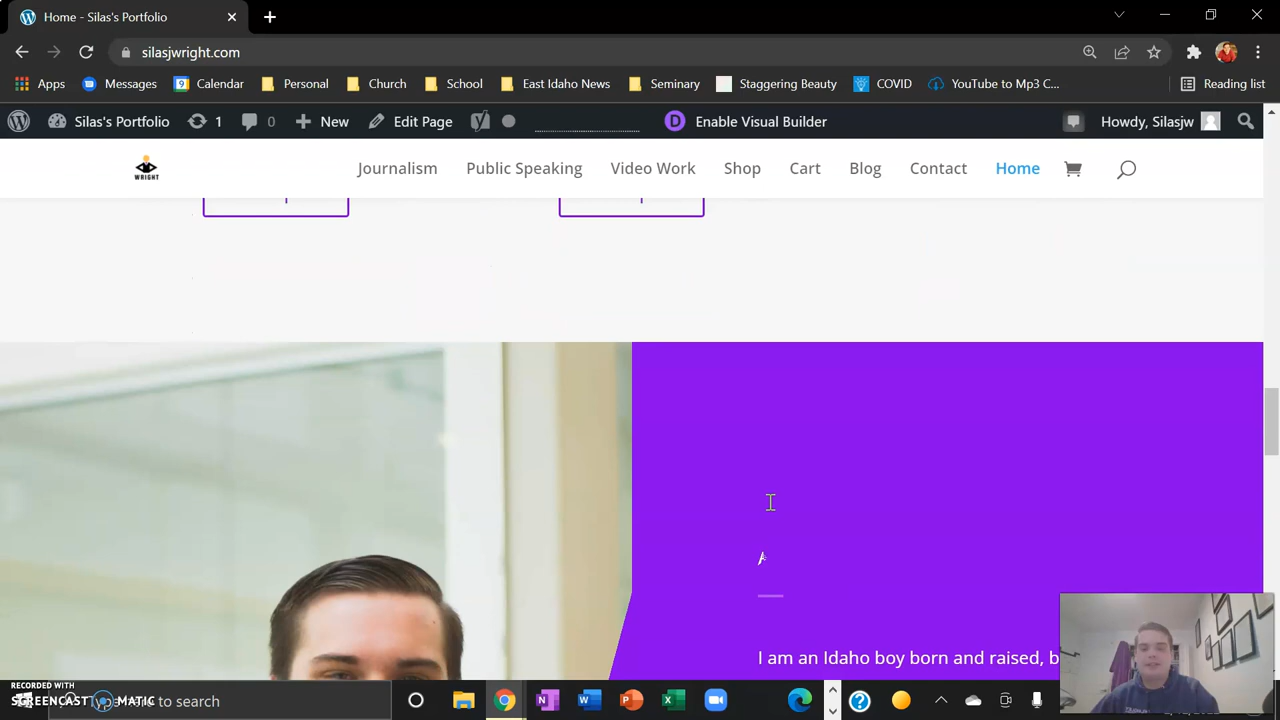 Home - Silas's Portfolio
silasjwright.com
Apps Messages Calendar Personal Church School East Idaho News Seminary Staggering Beauty COVID YouTube to Mp3 C... Reading list
Silas's Portfolio 1 0 New Edit Page D Enable Visual Builder Howdy, Silasjw
WRIGHT Journalism Public Speaking Video Work Shop Cart Blog Contact Home
A
I am an Idaho boy born and raised, b
RECORDED WITH
SCREENCAST MATIC
Type here to search